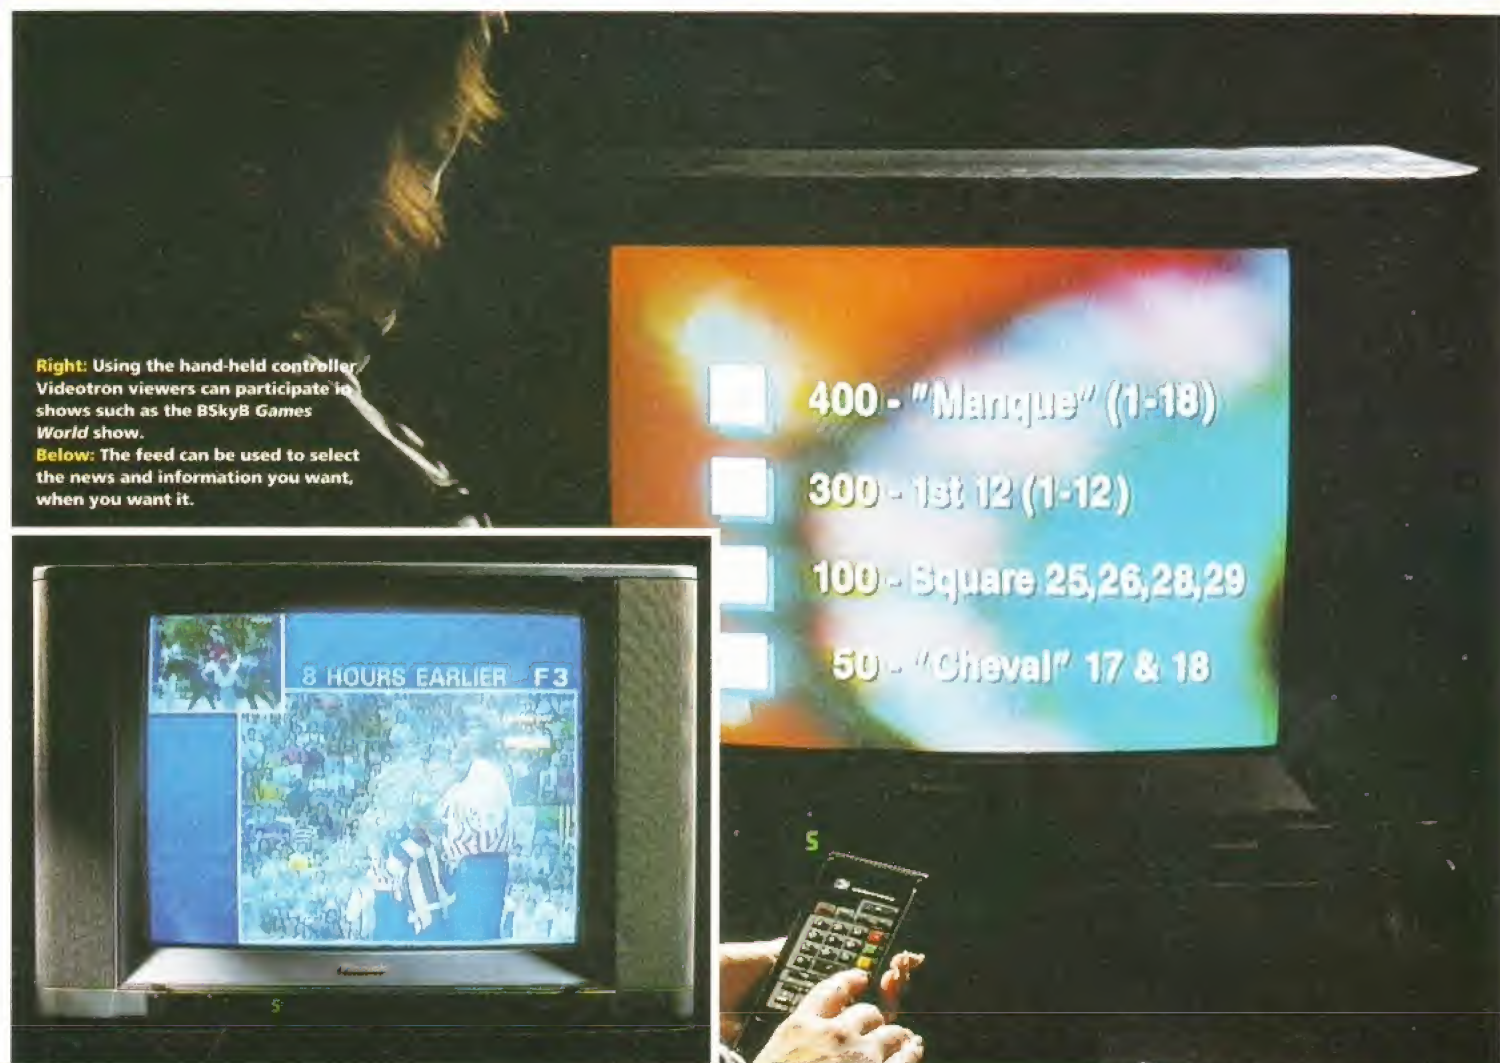 Right: Using the hand-held controller,
Videotron viewers can participate in
shows such as the BSkyB Games
World show.
Below: The feed can be used to select
the news and information you want,
when you want it.
400 - "Manque" (1-18)
300 - 1st 12 (1-12)
100 - Square 25,26,28,29
50 - "Cheval" 17 & 18
8 HOURS EARLIER F3
S
S